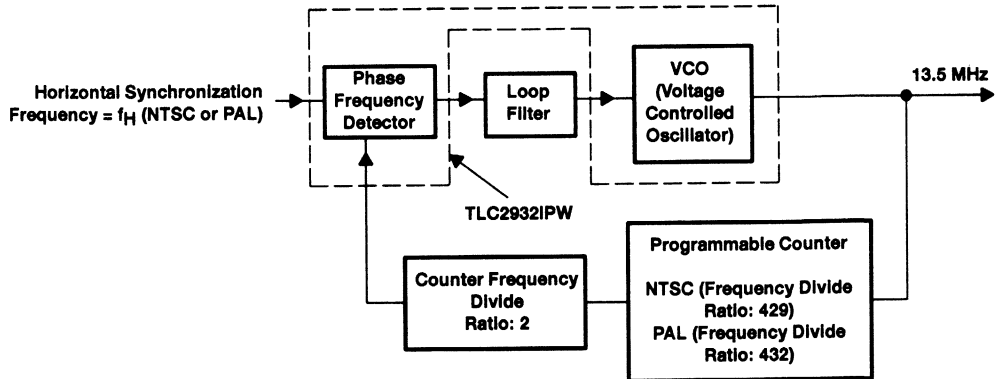 Horizontal Synchronization
Frequency = fH (NTSC or PAL)
Phase
Frequency
Detector
Loop
Filter
VCO
(Voltage
Controlled
Oscillator)
13.5 MHz
TLC2932IPW
Counter Frequency
Divide
Ratio: 2
Programmable Counter
NTSC (Frequency Divide
Ratio: 429)
PAL (Frequency Divide
Ratio: 432)